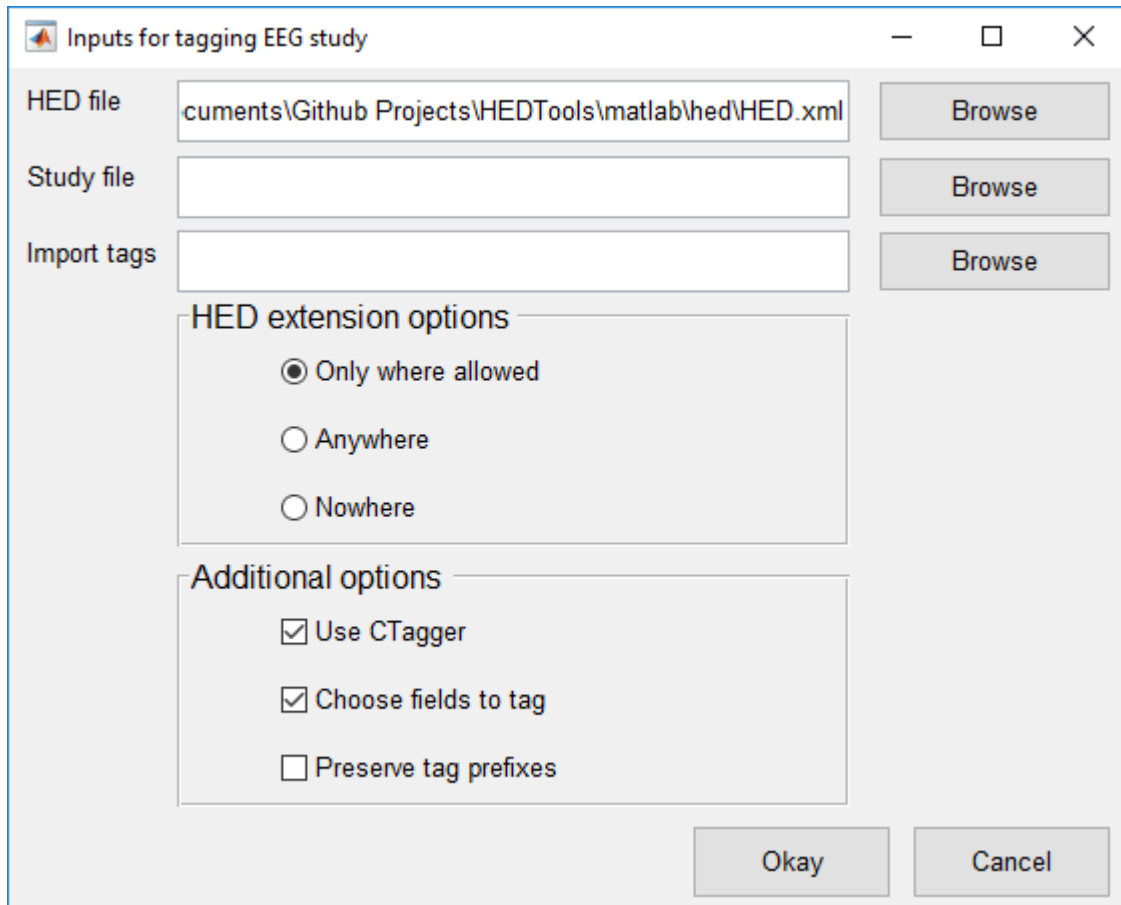 Inputs for tagging EEG study
HED file
cuments\Github Projects\HEDTools\matlab\hed\HED.xml
Browse
Study file
Browse
Import tags
Browse
HED extension options
Only where allowed
Anywhere
Nowhere
Additional options
Use CTagger
Choose fields to tag
Preserve tag prefixes
Okay
Cancel